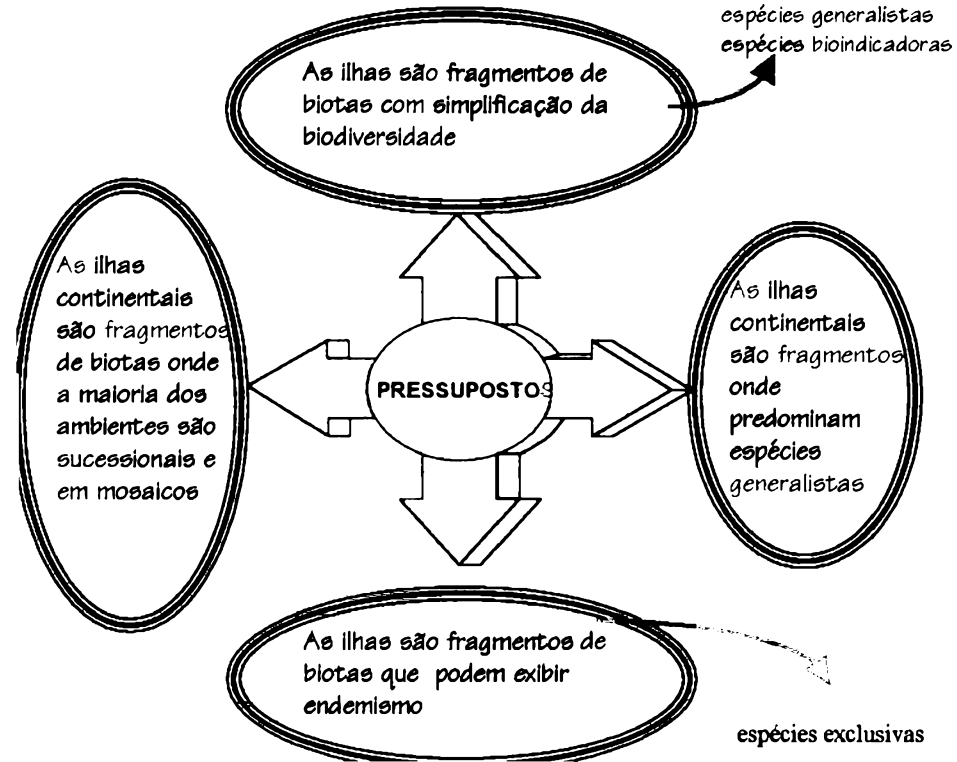 espécies generalistas
espécies bioindicadoras
As ilhas são fragmentos de
biotas com simplificação da
biodiversidade
As ilhas
continentais
são fragmentos
de biotas onde
a maioria dos
ambientes são
sucessionais e
em mosaicos
PRESSUPOSTOS
As ilhas
continentais
são fragmentos
onde
predominam
espécies
generalistas
As ilhas são fragmentos de
biotas que podem exibir
endemismo
espécies exclusivas